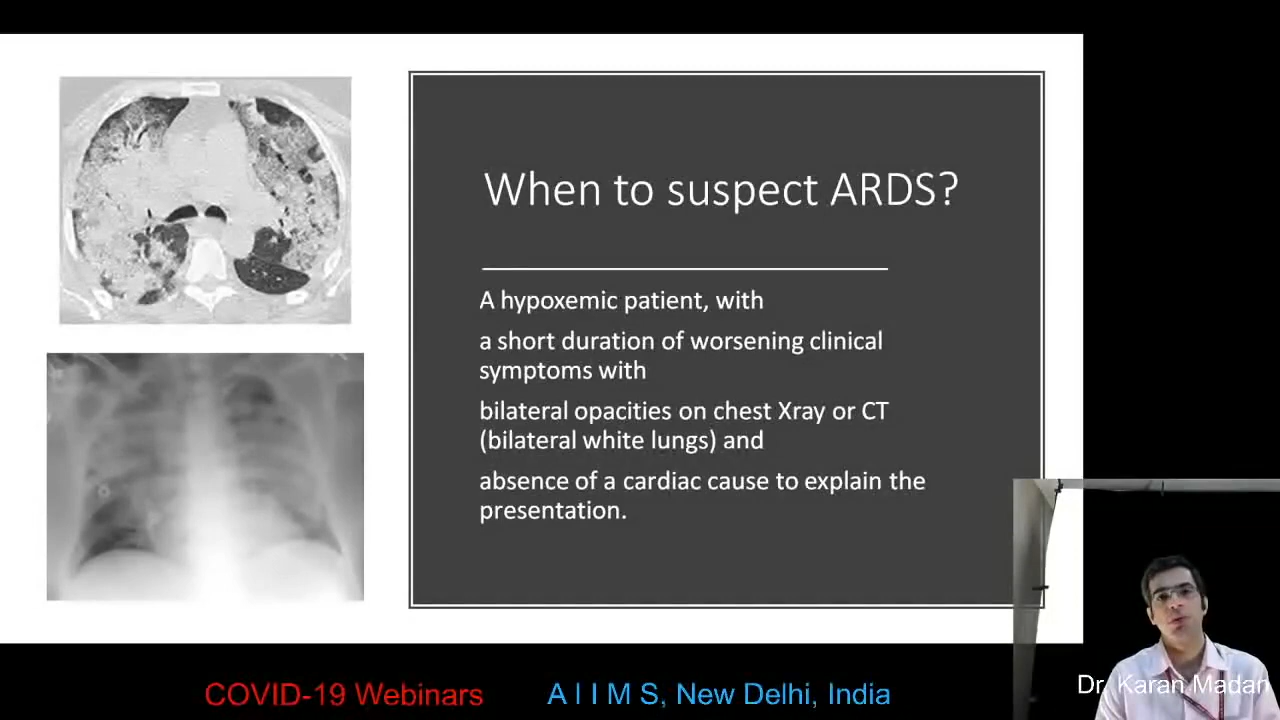 When to suspect ARDS?
A hypoxemic patient, with
a short duration of worsening clinical
symptoms with
bilateral opacities on chest Xray or CT
(bilateral white lungs) and
absence of a cardiac cause to explain the
presentation.
Dr. Karan Madan
COVID-19 Webinars
A I I M S, New Delhi, India